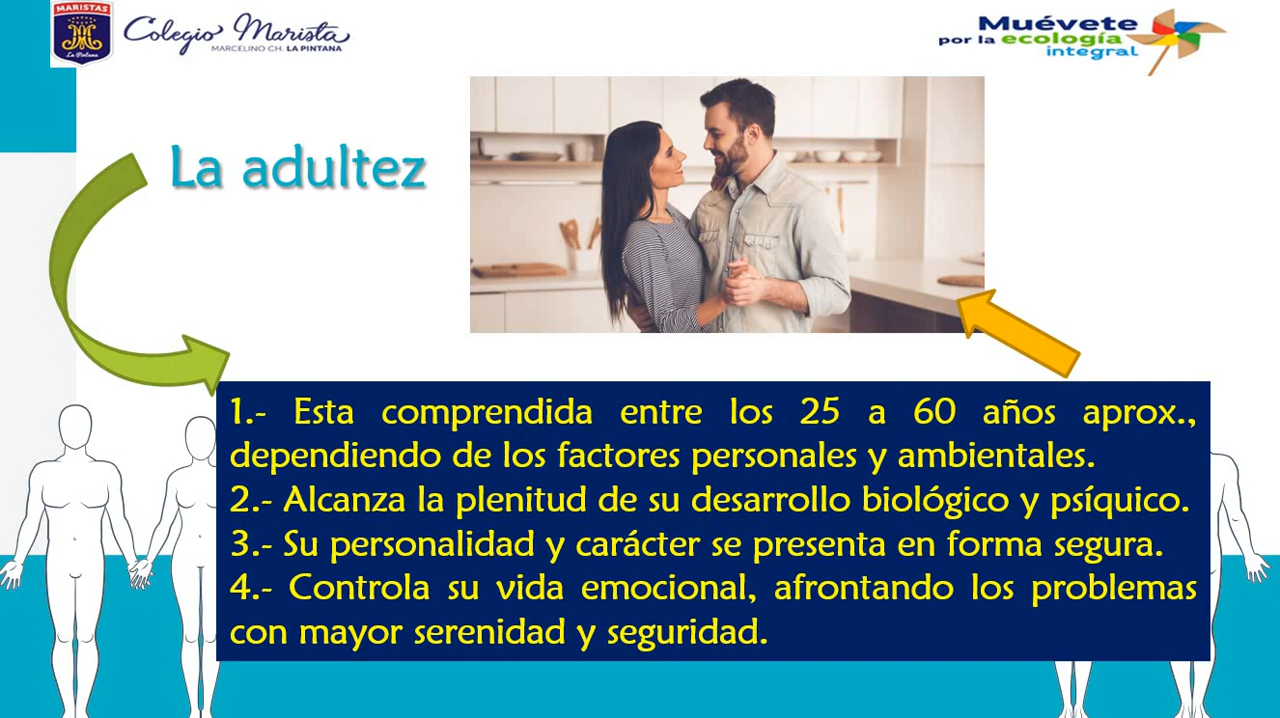 MARISTAS
La Pintana
Colegio Marista
MARCELINO CH. LA PINTANA
Muévete
por la ecología
integral
La adultez
1.- Esta comprendida entre los 25 a 60 años aprox.,
dependiendo de los factores personales y ambientales.
2.- Alcanza la plenitud de su desarrollo biológico y psíquico.
3.- Su personalidad y carácter se presenta en forma segura.
4.- Controla su vida emocional, afrontando los problemas
con mayor serenidad y seguridad.